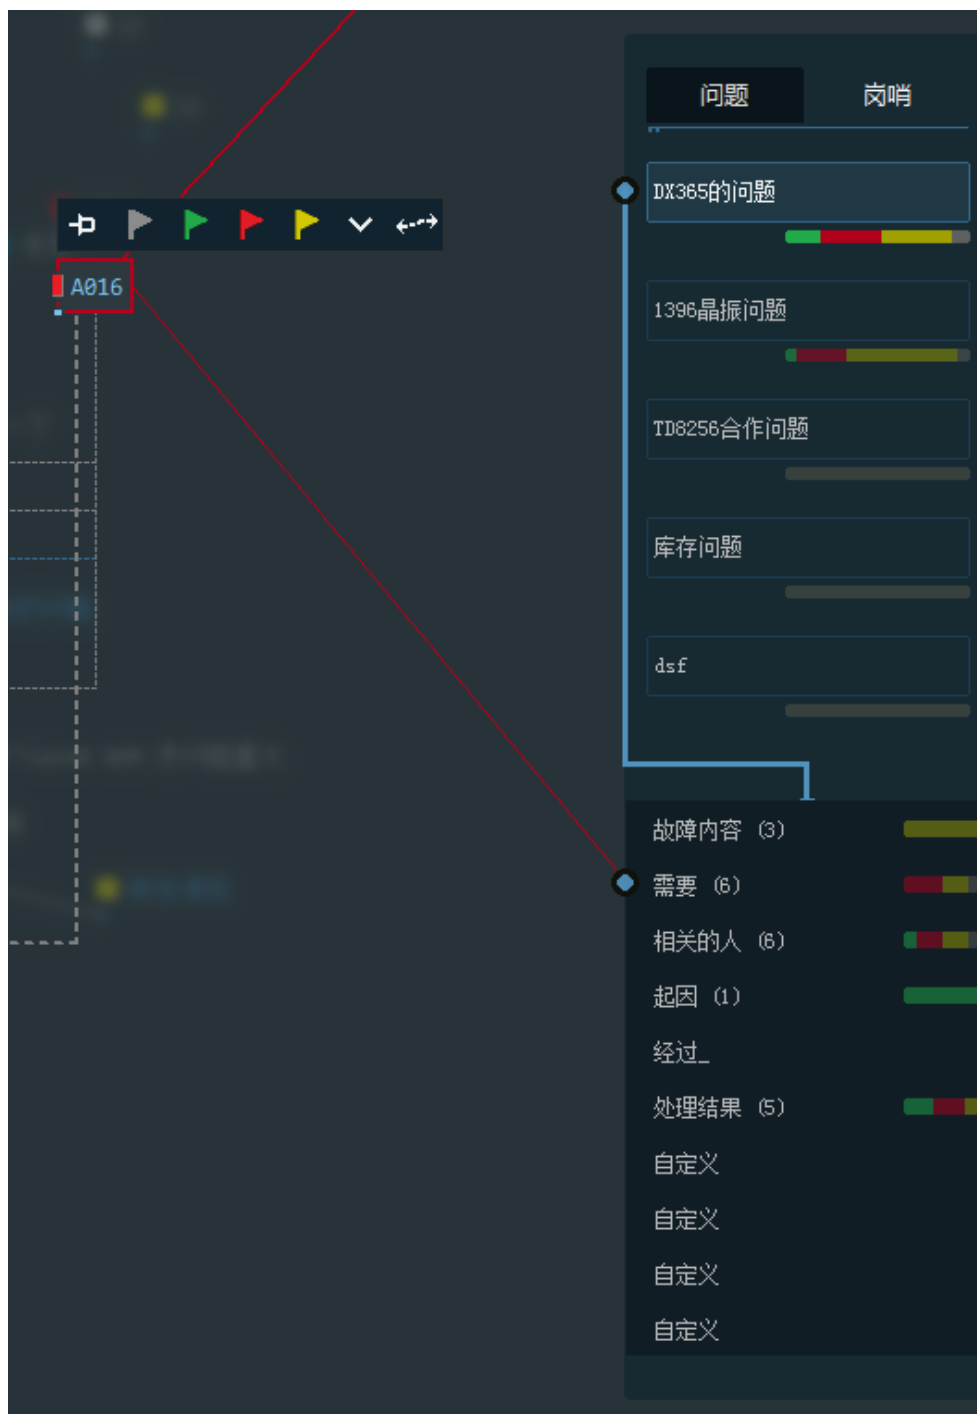 问题 岗哨
DX365的问题
A016
1396晶振问题
TD8256合作问题
库存问题
dsf
故障内容 (3)
需要 (6)
相关的人 (6)
起因 (1)
经过_
处理结果 (5)
自定义
自定义
自定义
自定义